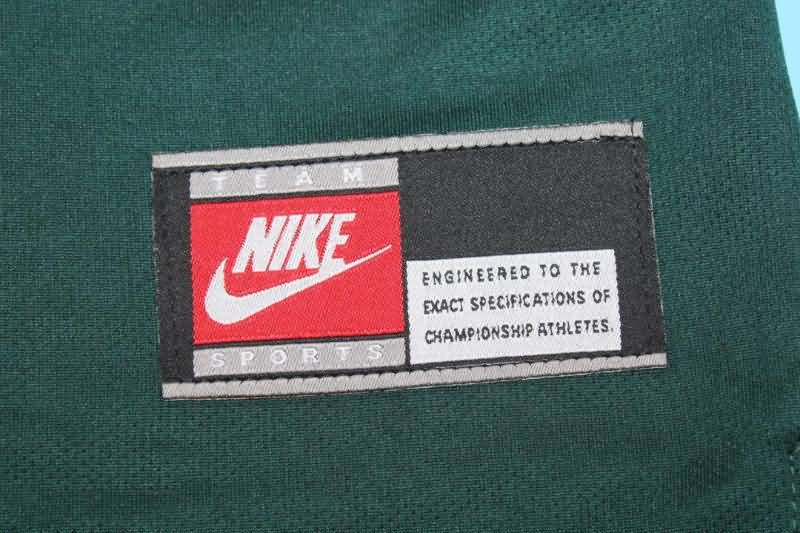 TEAM
NIKE
SPORTS
ENGINEERED TO THE
EXACT SPECIFICATIONS OF
CHAMPIONSHIP ATHLETES.